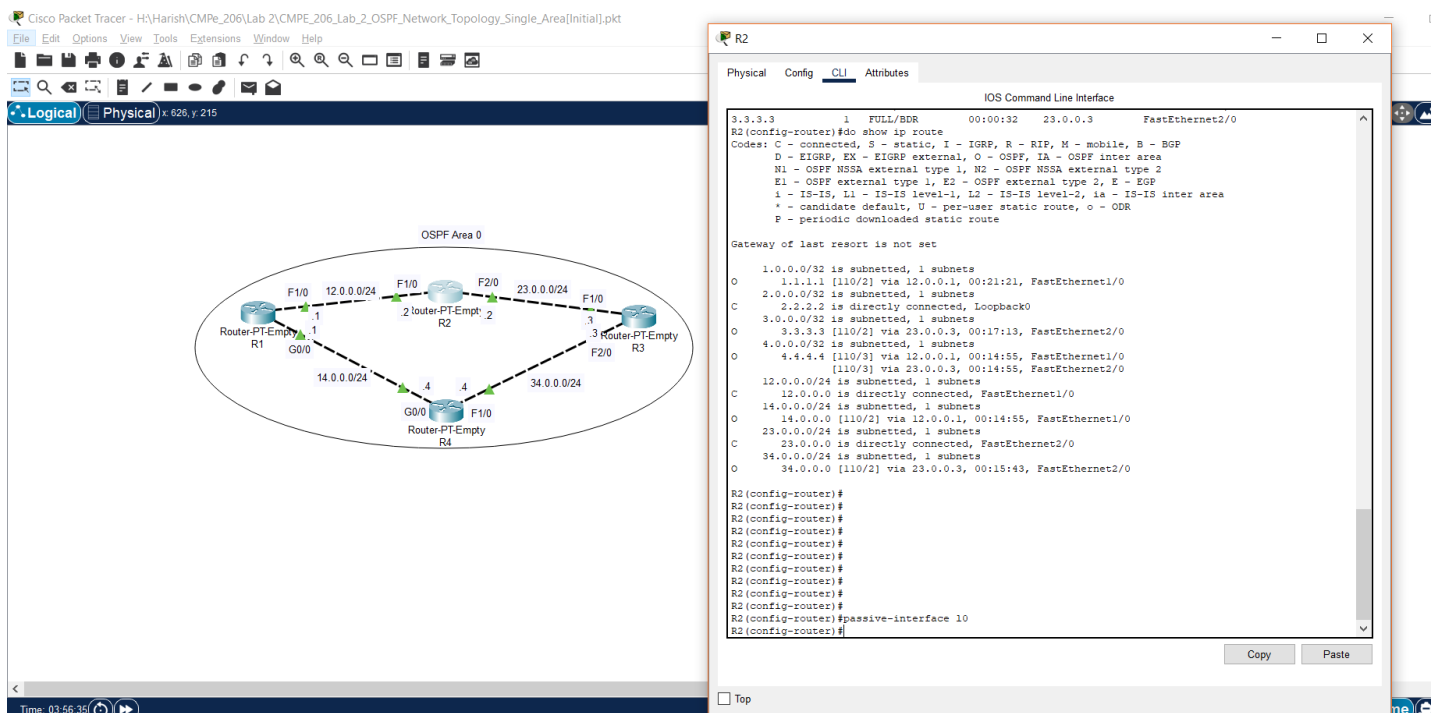 Cisco Packet Tracer - H:\Harish\CMPe_206\Lab 2\CMPE_206_Lab_2_OSPF_Network_Topology_Single_Area[Initial].pkt
File Edit Options View Tools Extensions Window Help
Logical Physical x: 626, y: 215
OSPF Area 0
F1/0 12.0.0.0/24 F1/0 F2/0 23.0.0.0/24 F1/0
.1 .2 .2 .3
Router-PT-Empty
R2
Router-PT-Empty .1
R1
G0/0
.3 Router-PT-Empty
R3
F2/0
14.0.0.0/24 .4 .4 34.0.0.0/24
G0/0 F1/0
Router-PT-Empty
R4
Time: 03:56:35
R2
Physical Config CLI Attributes
IOS Command Line Interface
3.3.3.3 1 FULL/BDR 00:00:32 23.0.0.3 FastEthernet2/0
R2(config-router)#do show ip route
Codes: C - connected, S - static, I - IGRP, R - RIP, M - mobile, B - BGP
D - EIGRP, EX - EIGRP external, O - OSPF, IA - OSPF inter area
N1 - OSPF NSSA external type 1, N2 - OSPF NSSA external type 2
E1 - OSPF external type 1, E2 - OSPF external type 2, E - EGP
i - IS-IS, L1 - IS-IS level-1, L2 - IS-IS level-2, ia - IS-IS inter area
* - candidate default, U - per-user static route, o - ODR
P - periodic downloaded static route
Gateway of last resort is not set
1.0.0.0/32 is subnetted, 1 subnets
O 1.1.1.1 [110/2] via 12.0.0.1, 00:21:21, FastEthernet1/0
2.0.0.0/32 is subnetted, 1 subnets
C 2.2.2.2 is directly connected, Loopback0
3.0.0.0/32 is subnetted, 1 subnets
O 3.3.3.3 [110/2] via 23.0.0.3, 00:17:13, FastEthernet2/0
4.0.0.0/32 is subnetted, 1 subnets
O 4.4.4.4 [110/3] via 12.0.0.1, 00:14:55, FastEthernet1/0
[110/3] via 23.0.0.3, 00:14:55, FastEthernet2/0
12.0.0.0/24 is subnetted, 1 subnets
C 12.0.0.0 is directly connected, FastEthernet1/0
14.0.0.0/24 is subnetted, 1 subnets
O 14.0.0.0 [110/2] via 12.0.0.1, 00:14:55, FastEthernet1/0
23.0.0.0/24 is subnetted, 1 subnets
C 23.0.0.0 is directly connected, FastEthernet2/0
34.0.0.0/24 is subnetted, 1 subnets
O 34.0.0.0 [110/2] via 23.0.0.3, 00:15:43, FastEthernet2/0
R2(config-router)#
R2(config-router)#
R2(config-router)#
R2(config-router)#
R2(config-router)#
R2(config-router)#
R2(config-router)#
R2(config-router)#
R2(config-router)#
R2(config-router)#
R2(config-router)#passive-interface l0
R2(config-router)#
Copy Paste
Top
me